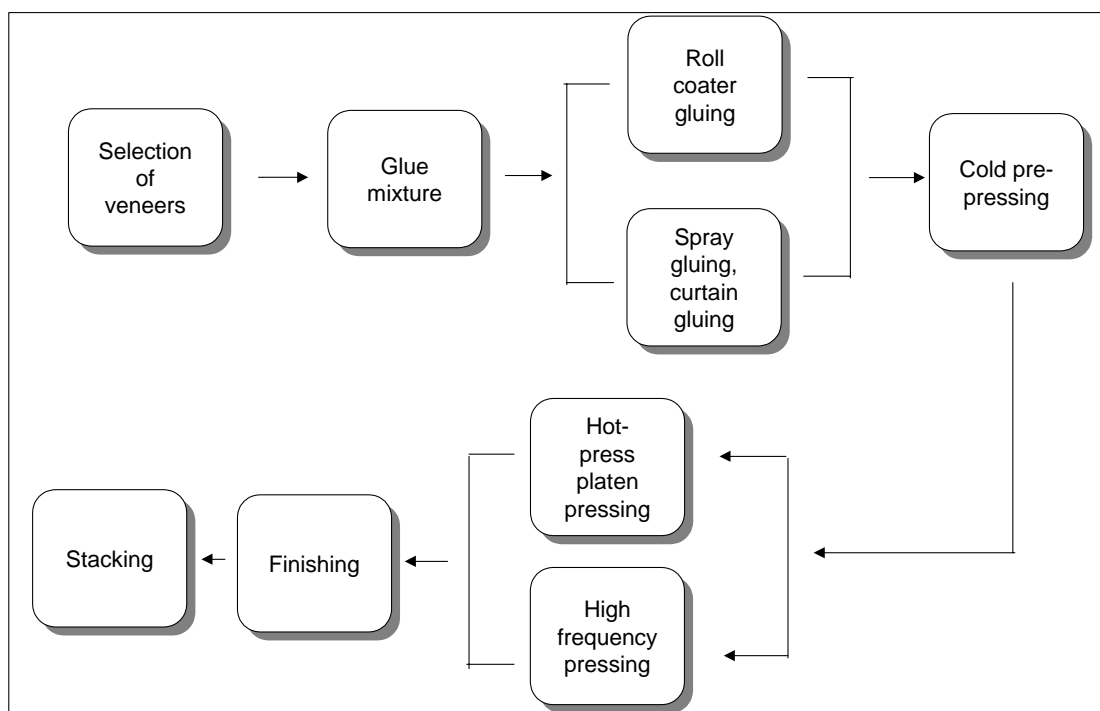 Selection
of
veneers
Glue
mixture
Roll
coater
gluing
Spray
gluing,
curtain
gluing
Cold pre-
pressing
Hot-
press
platen
pressing
High
frequency
pressing
Finishing
Stacking